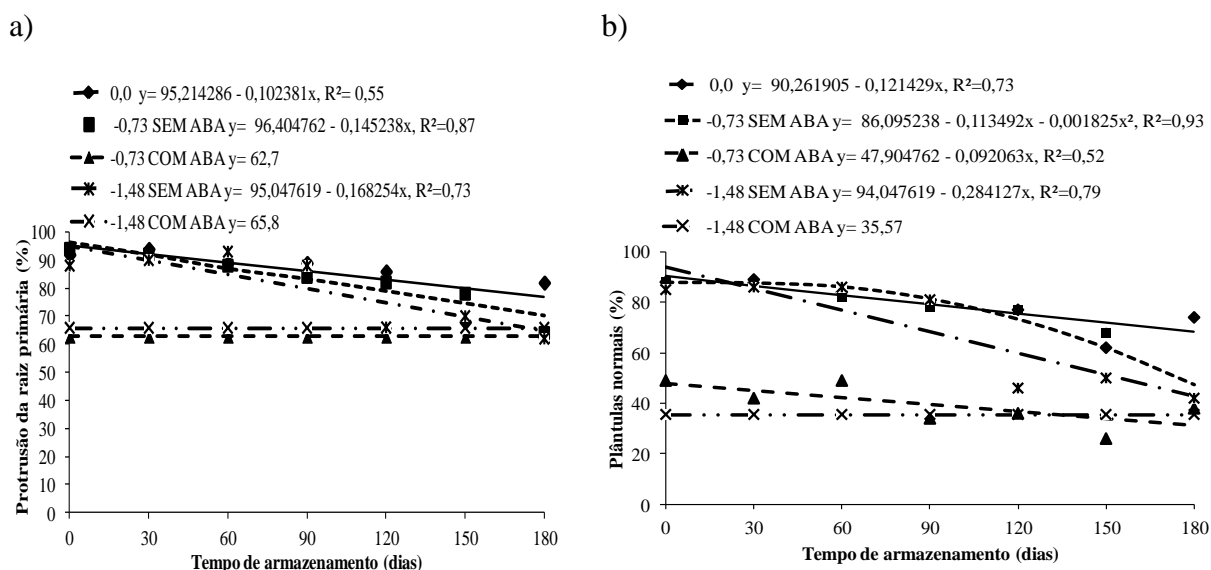 a)
0,0 y= 95,214286 - 0,102381x, R²= 0,55
-0,73 SEM ABA y= 96,404762 - 0,145238x, R²=0,87
-0,73 COM ABA y= 62,7
-1,48 SEM ABA y= 95,047619 - 0,168254x, R²=0,73
-1,48 COM ABA y= 65,8
Protrusão da raiz primária (%)
100
90
80
70
60
50
40
30
20
10
0
0 30 60 90 120 150 180
Tempo de armazenamento (dias)
b)
0,0 y= 90,261905 - 0,121429x, R²=0,73
-0,73 SEM ABA y= 86,095238 - 0,113492x - 0,001825x², R²=0,93
-0,73 COM ABA y= 47,904762 - 0,092063x, R²=0,52
-1,48 SEM ABA y= 94,047619 - 0,284127x, R²=0,79
-1,48 COM ABA y= 35,57
Plântulas normais (%)
100
80
60
40
20
0
0 30 60 90 120 150 180
Tempo de armazenamento (dias)